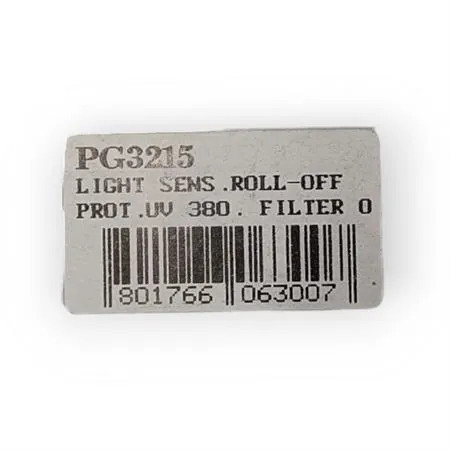 PG3215
LIGHT SENS.ROLL-OFF
PROT.UV 380. FILTER 0
801766 063007